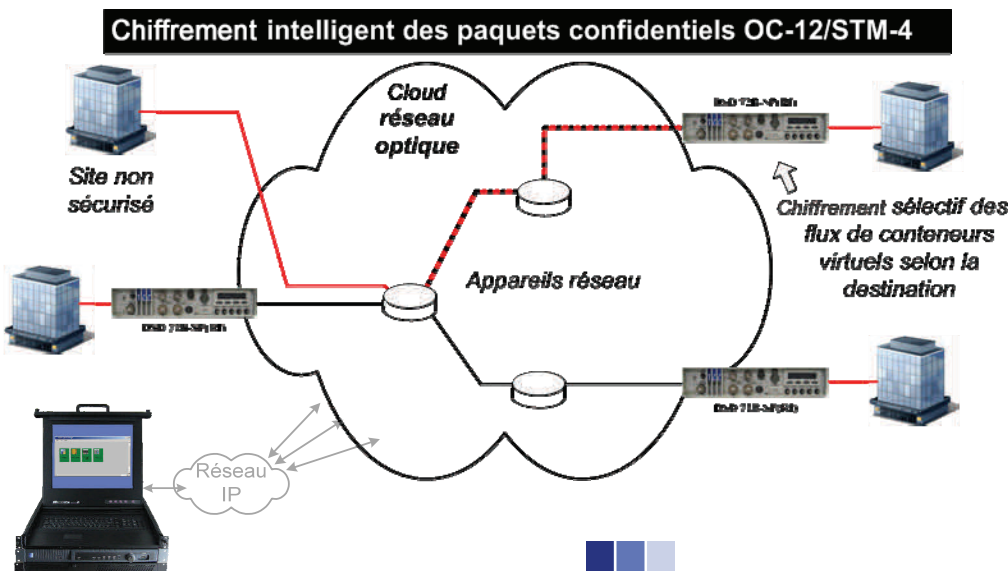 Chiffrement intelligent des paquets confidentiels OC-12/STM-4
Cloud
réseau
optique
Site non
sécurisé
Chiffrement sélectif des
flux de conteneurs
virtuels selon la
destination
Appareils réseau
Réseau
IP